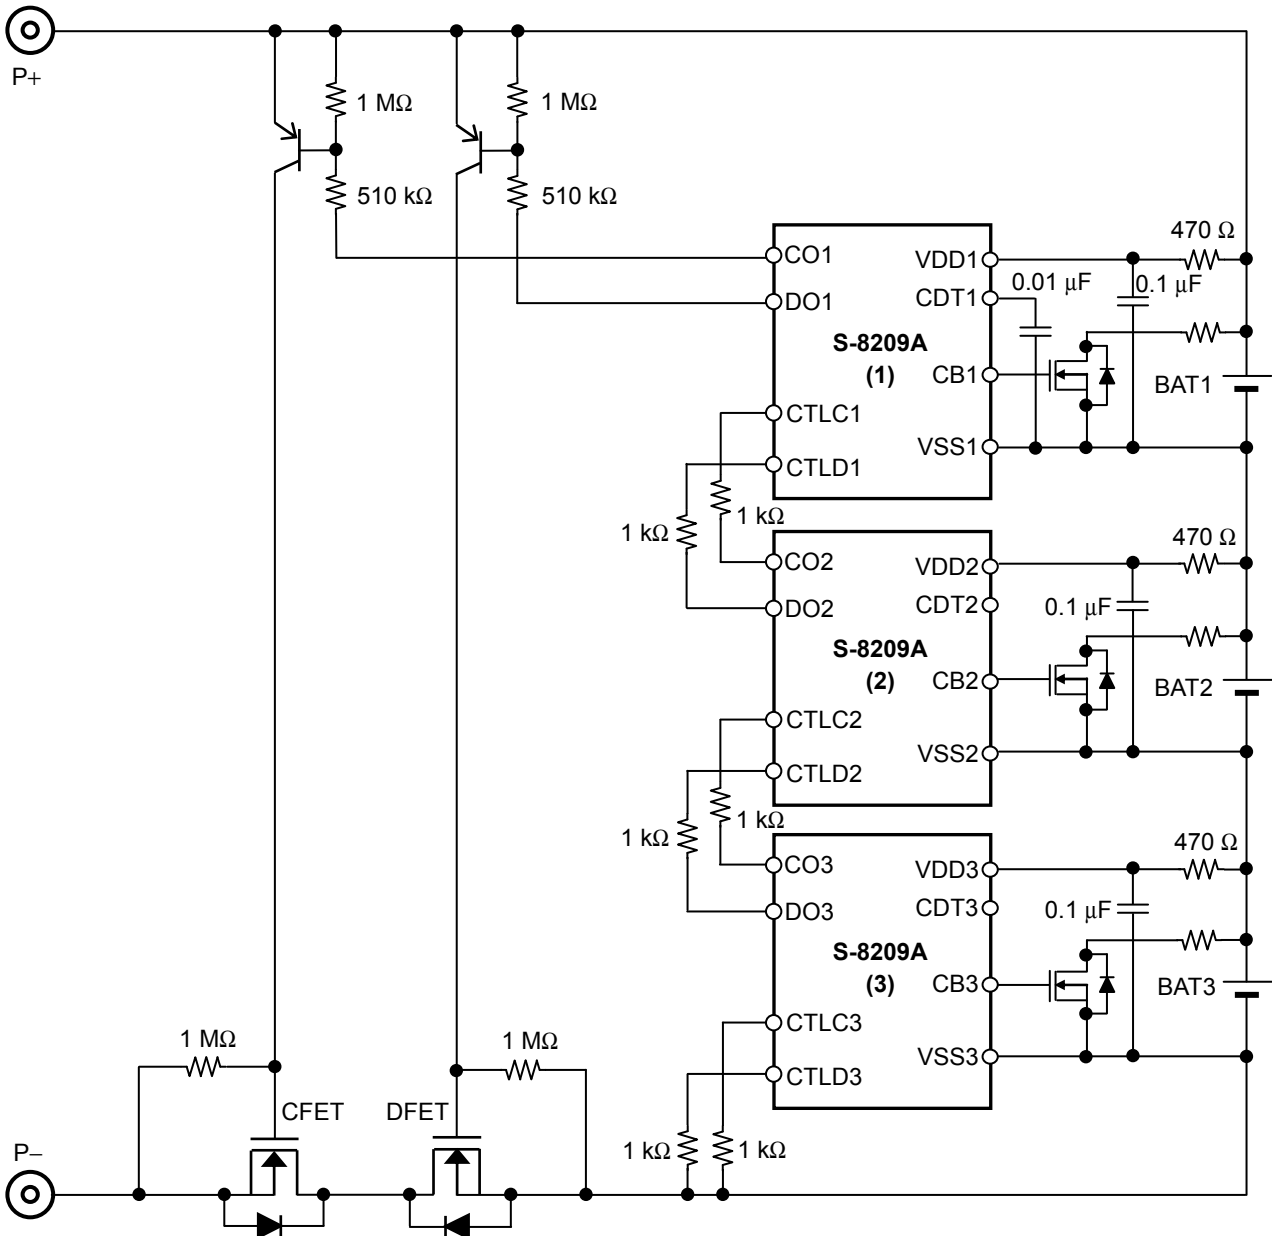 P+
1 MΩ
1 MΩ
510 kΩ
510 kΩ
CO1
DO1
S-8209A
(1)
CTLC1
CTLD1
VDD1
CDT1
CB1
VSS1
470 Ω
0.01 μF
0.1 μF
BAT1
1 kΩ
1 kΩ
CO2
DO2
S-8209A
(2)
CTLC2
CTLD2
VDD2
CDT2
CB2
VSS2
470 Ω
0.1 μF
BAT2
1 kΩ
1 kΩ
CO3
DO3
S-8209A
(3)
CTLC3
CTLD3
VDD3
CDT3
CB3
VSS3
470 Ω
0.1 μF
BAT3
1 MΩ
1 MΩ
CFET
DFET
1 kΩ
1 kΩ
P−